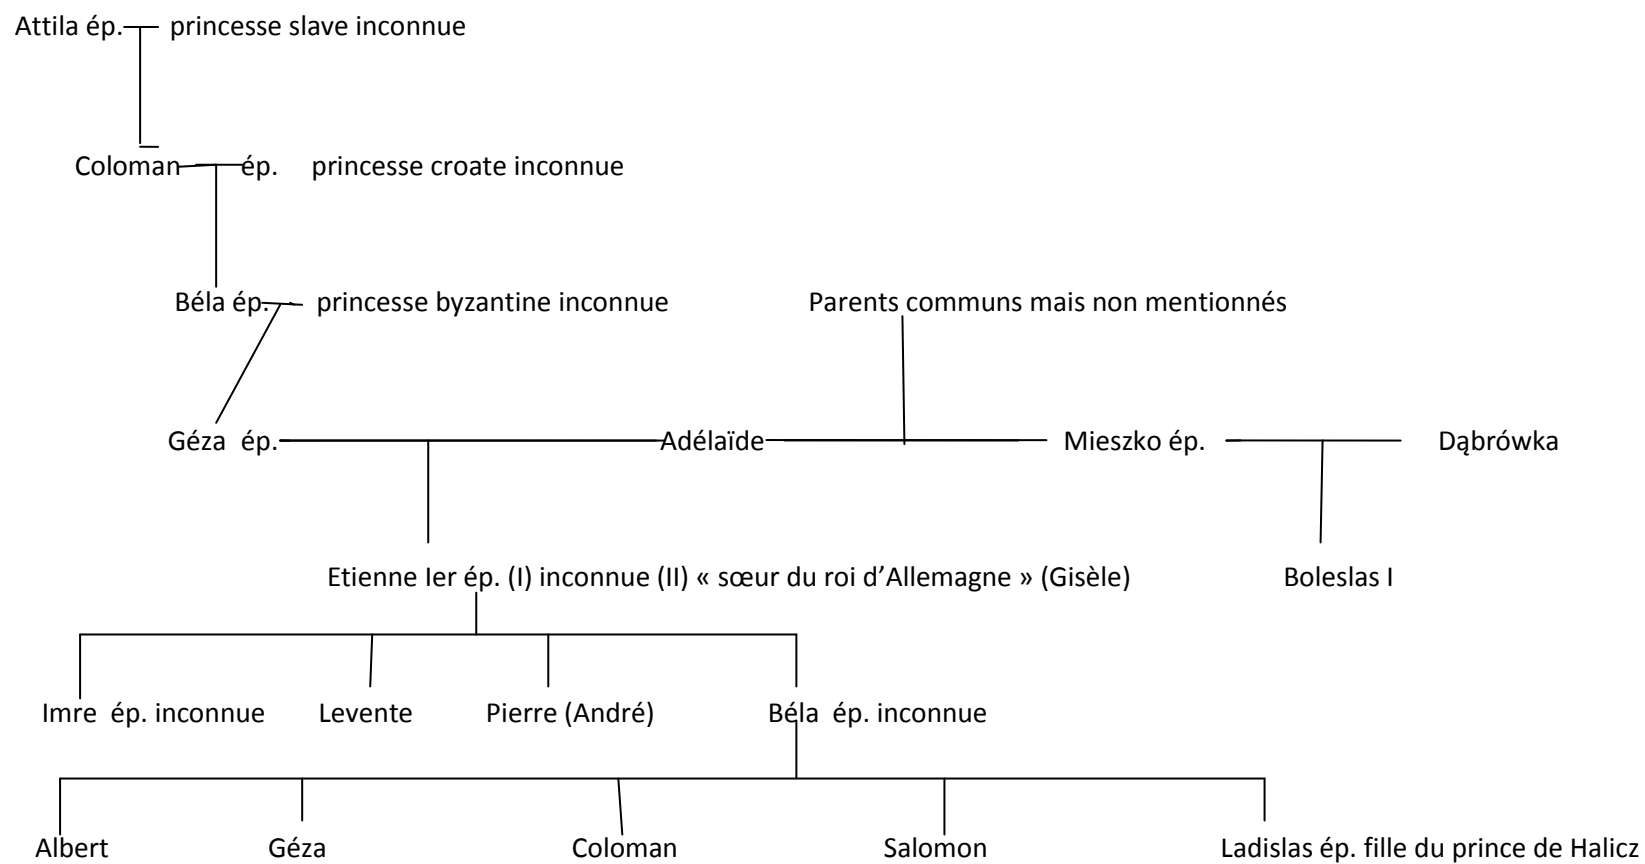 Attila ép. princesse slave inconnue
Coloman ép. princesse croate inconnue
Béla ép. princesse byzantine inconnue Parents communs mais non mentionnés
Géza ép. Adélaïde Mieszko ép. Dąbrówka
Etienne Ier ép. (I) inconnue (II) « sœur du roi d'Allemagne » (Gisèle) Boleslas I
Imre ép. inconnue Levente Pierre (André) Béla ép. inconnue
Albert Géza Coloman Salomon Ladislas ép. fille du prince de Halicz